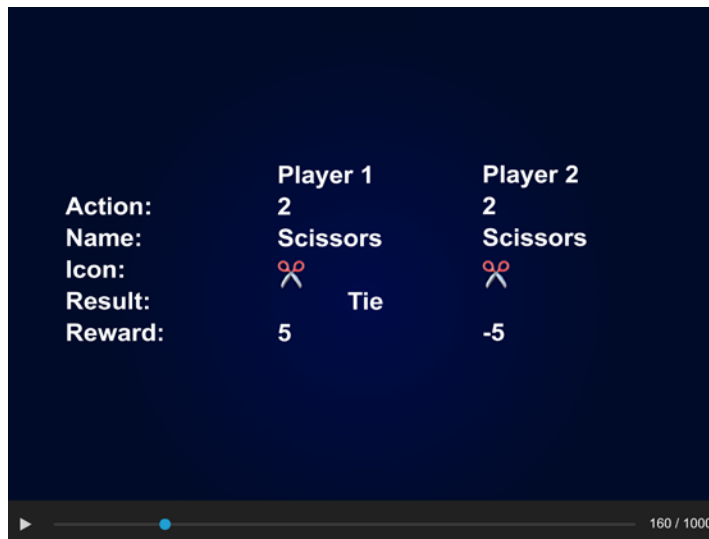 Player 1 Player 2
Action: 2 2
Name: Scissors Scissors
Icon: ✂️ ✂️
Result: Tie
Reward: 5 -5
160 / 1000